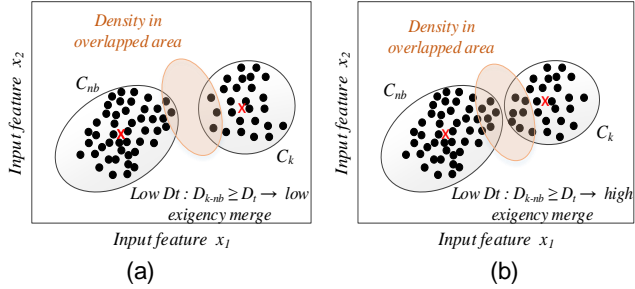 Density in
overlapped area
C_nb
C_k
Low Dt : D_k-nb ≥ D_t → low
exigency merge
Input feature x_2
Input feature x_1
(a)
Density in
overlapped area
C_nb
C_k
Low Dt : D_k-nb ≥ D_t → high
exigency merge
Input feature x_2
Input feature x_1
(b)